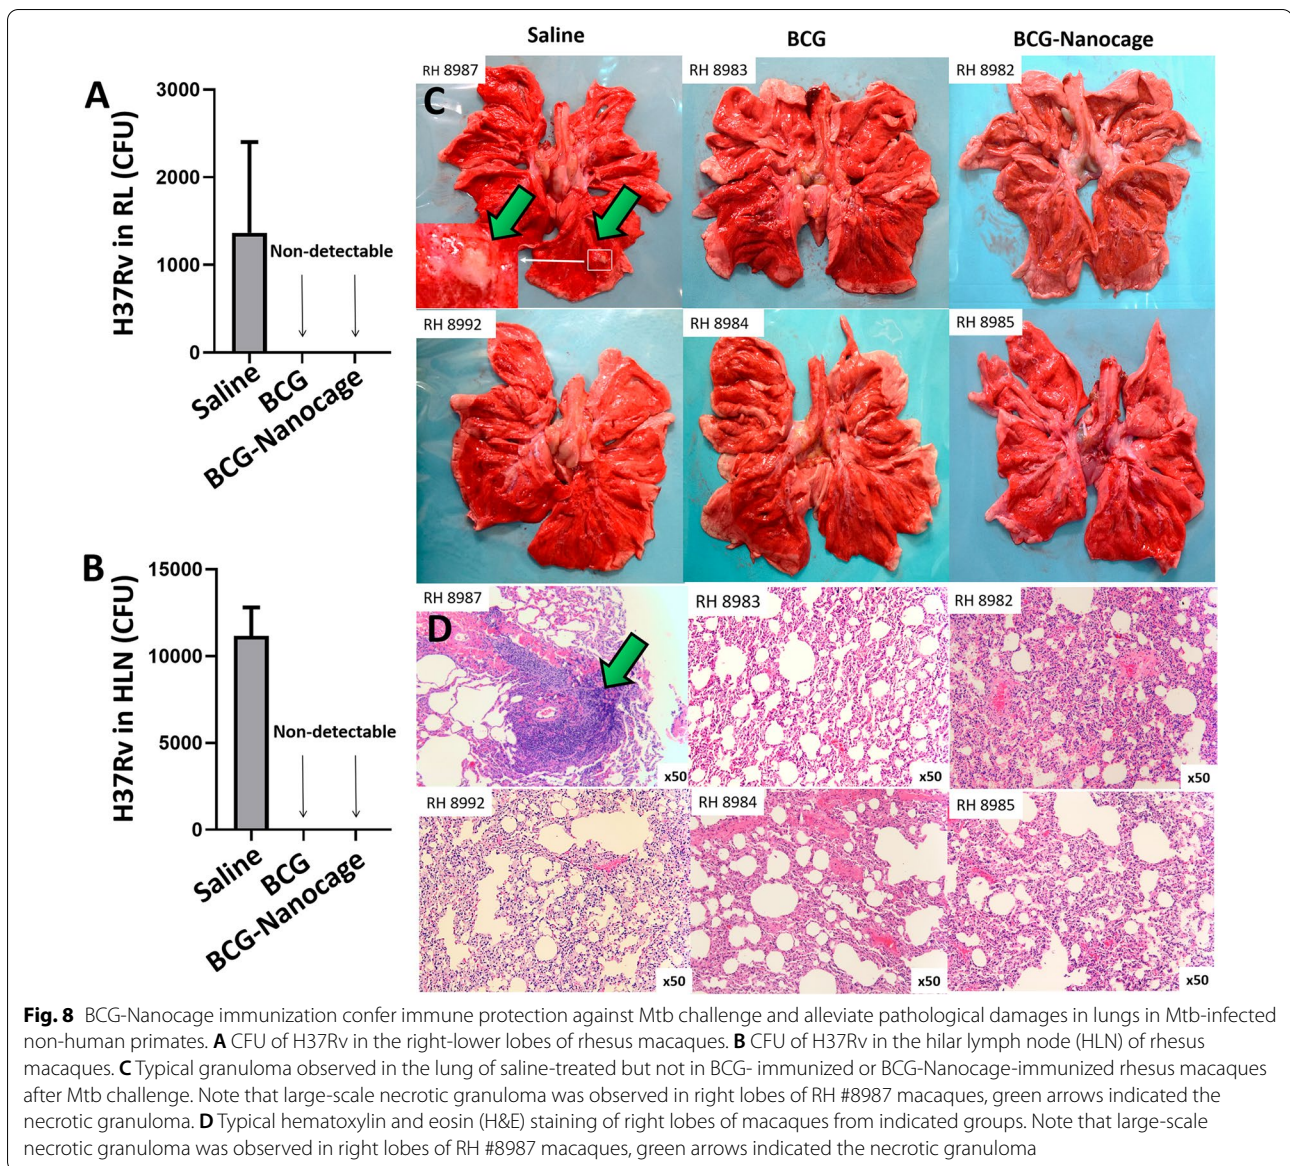 Saline
BCG
BCG-Nanocage
A
H37Rv in RL (CFU)
3000
2000
1000
0
Non-detectable
Saline
BCG
BCG-Nanocage
B
H37Rv in HLN (CFU)
15000
10000
5000
0
Non-detectable
Saline
BCG
BCG-Nanocage
C
RH 8987
RH 8983
RH 8982
RH 8992
RH 8984
RH 8985
D
RH 8987
x50
RH 8983
x50
RH 8982
x50
RH 8992
x50
RH 8984
x50
RH 8985
x50
Fig. 8 BCG-Nanocage immunization confer immune protection against Mtb challenge and alleviate pathological damages in lungs in Mtb-infected
non-human primates. A CFU of H37Rv in the right-lower lobes of rhesus macaques. B CFU of H37Rv in the hilar lymph node (HLN) of rhesus
macaques. C Typical granuloma observed in the lung of saline-treated but not in BCG- immunized or BCG-Nanocage-immunized rhesus macaques
after Mtb challenge. Note that large-scale necrotic granuloma was observed in right lobes of RH #8987 macaques, green arrows indicated the
necrotic granuloma. D Typical hematoxylin and eosin (H&E) staining of right lobes of macaques from indicated groups. Note that large-scale
necrotic granuloma was observed in right lobes of RH #8987 macaques, green arrows indicated the necrotic granuloma